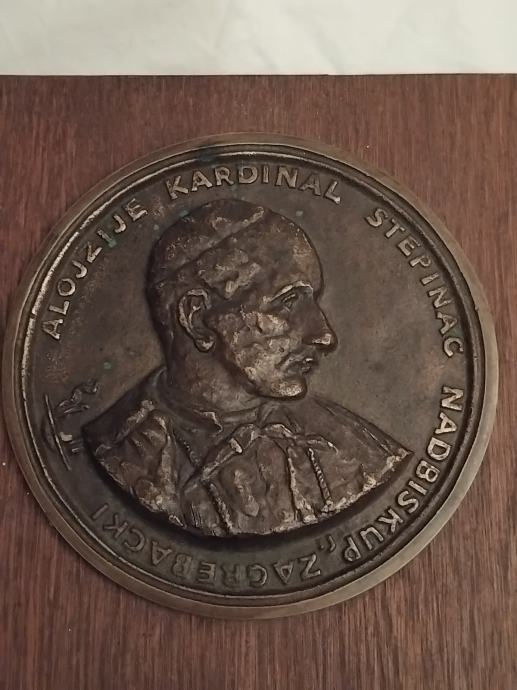 ALOJZIJE KARDINAL STEPINAC NADBISKUP, ZAGREBAČKI